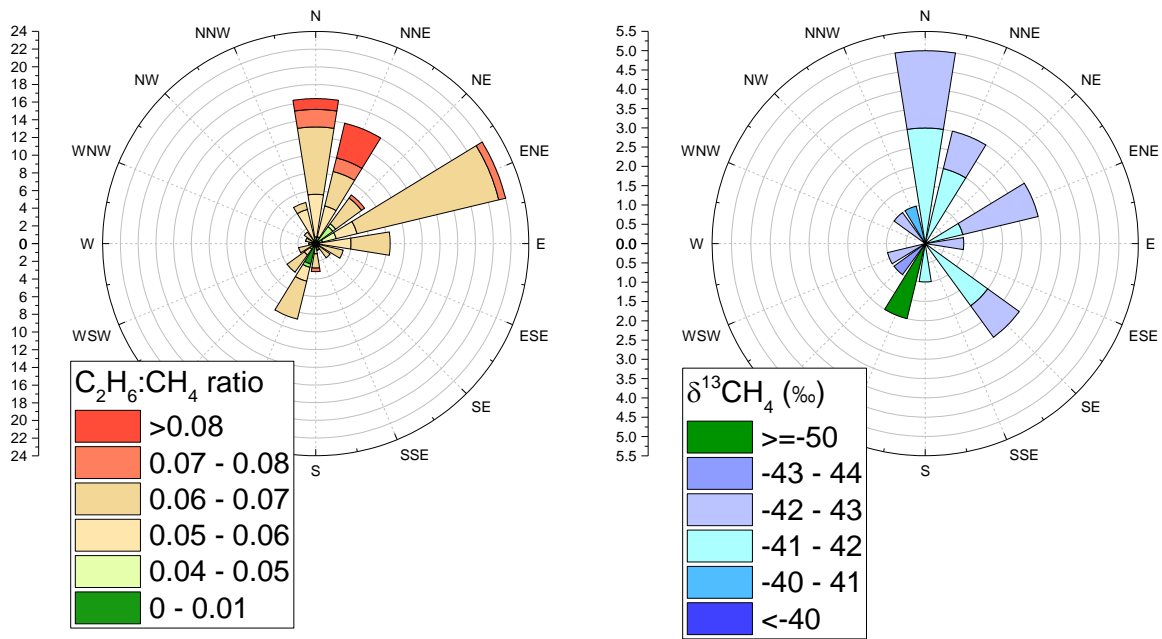 24
22
20
18
16
14
12
10
8
6
4
2
0
2
4
6
8
10
12
14
16
18
20
22
24
N
NNE
NE
ENE
E
ESE
SE
SSE
S
WSW
W
WNW
NW
NNW
C₂H₆:CH₄ ratio
>0.08
0.07 - 0.08
0.06 - 0.07
0.05 - 0.06
0.04 - 0.05
0 - 0.01
5.5
5.0
4.5
4.0
3.5
3.0
2.5
2.0
1.5
1.0
0.5
0.0
0.5
1.0
1.5
2.0
2.5
3.0
3.5
4.0
4.5
5.0
5.5
N
NNE
NE
ENE
E
ESE
SE
SSE
S
WSW
W
WNW
NW
NNW
δ¹³CH₄ (‰)
>=-50
-43 - 44
-42 - 43
-41 - 42
-40 - 41
<-40